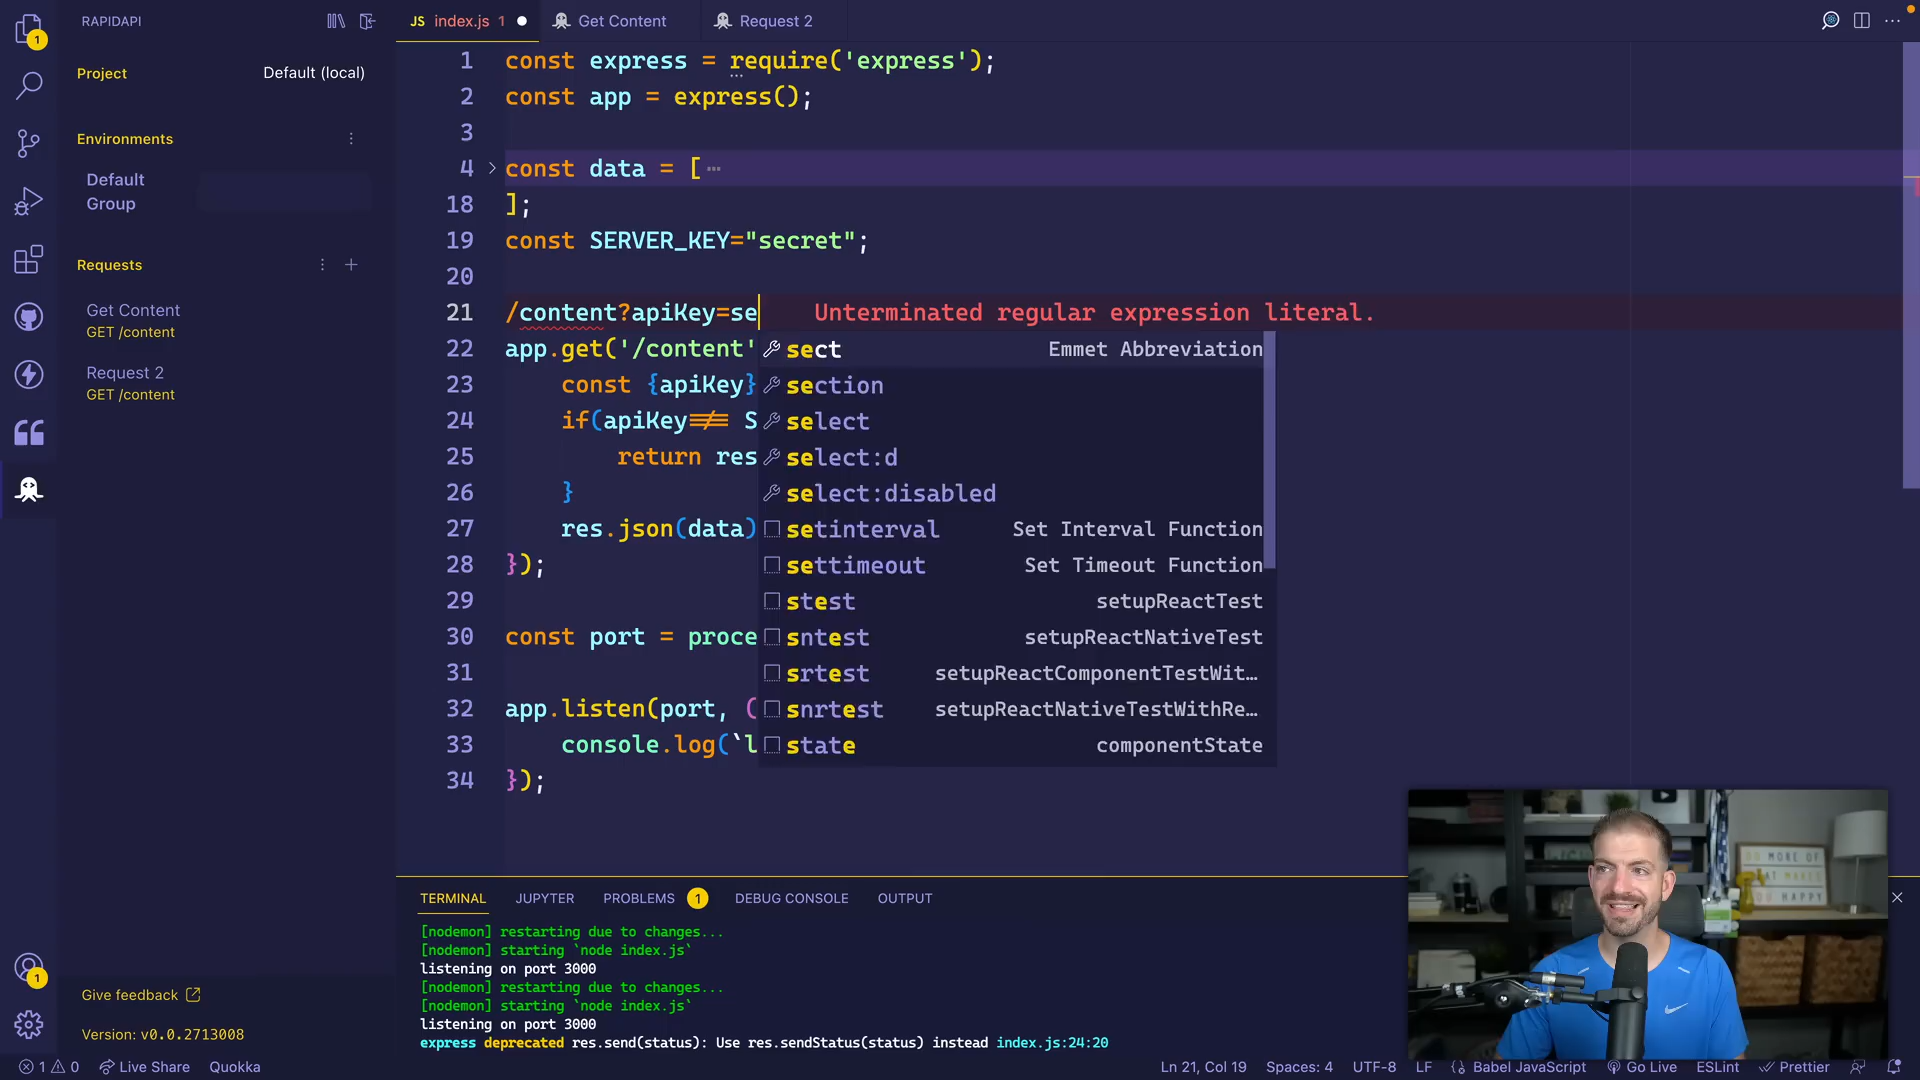 RAPIDAPI
Project
Default (local)
Environments
Default
Group
Requests
Get Content
GET /content
Request 2
GET /content
Give feedback
Version: v0.0.2713008
1
1
JS index.js 1
Get Content
Request 2
1 const express = require('express');
2 const app = express();
3
4 const data = [ ⋯
18 ];
19 const SERVER_KEY="secret";
20
21 /content?apiKey=se Unterminated regular expression literal.
22 app.get('/content'
23 const {apiKey}
24 if(apiKey!== S
25 return res
26 }
27 res.json(data)
28 });
29
30 const port = proce
31
32 app.listen(port, (
33 console.log(`l
34 });
sect Emmet Abbreviation
section
select
select:d
select:disabled
setinterval Set Interval Function
settimeout Set Timeout Function
stest setupReactTest
sntest setupReactNativeTest
srtest setupReactComponentTestWit…
snrtest setupReactNativeTestWithRe…
state componentState
TERMINAL JUPYTER PROBLEMS 1 DEBUG CONSOLE OUTPUT
[nodemon] restarting due to changes...
[nodemon] starting `node index.js`
listening on port 3000
[nodemon] restarting due to changes...
[nodemon] starting `node index.js`
listening on port 3000
express deprecated res.send(status): Use res.sendStatus(status) instead index.js:24:20
DO MORE OF
WHAT MAKES
YOU HAPPY
1 0 Live Share Quokka Ln 21, Col 19 Spaces: 4 UTF-8 LF Babel JavaScript Go Live ESLint Prettier